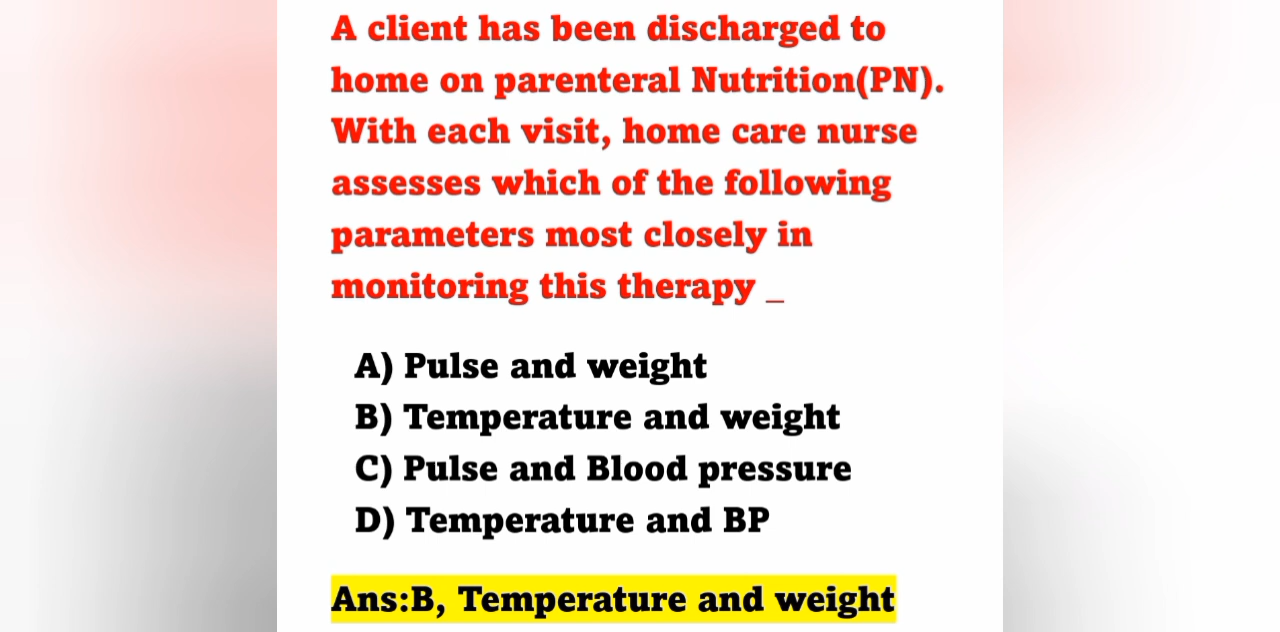 A client has been discharged to
home on parenteral Nutrition(PN).
With each visit, home care nurse
assesses which of the following
parameters most closely in
monitoring this therapy _
A) Pulse and weight
B) Temperature and weight
C) Pulse and Blood pressure
D) Temperature and BP
Ans:B, Temperature and weight